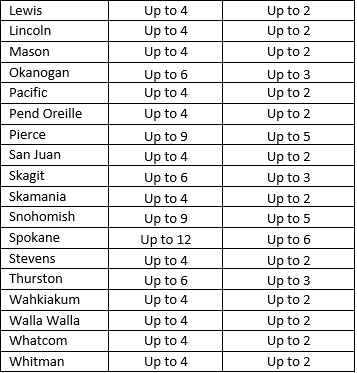 Lewis Up to 4 Up to 2
Lincoln Up to 4 Up to 2
Mason Up to 4 Up to 2
Okanogan Up to 6 Up to 3
Pacific Up to 4 Up to 2
Pend Oreille Up to 4 Up to 2
Pierce Up to 9 Up to 5
San Juan Up to 4 Up to 2
Skagit Up to 6 Up to 3
Skamania Up to 4 Up to 2
Snohomish Up to 9 Up to 5
Spokane Up to 12 Up to 6
Stevens Up to 4 Up to 2
Thurston Up to 6 Up to 3
Wahkiakum Up to 4 Up to 2
Walla Walla Up to 4 Up to 2
Whatcom Up to 4 Up to 2
Whitman Up to 4 Up to 2